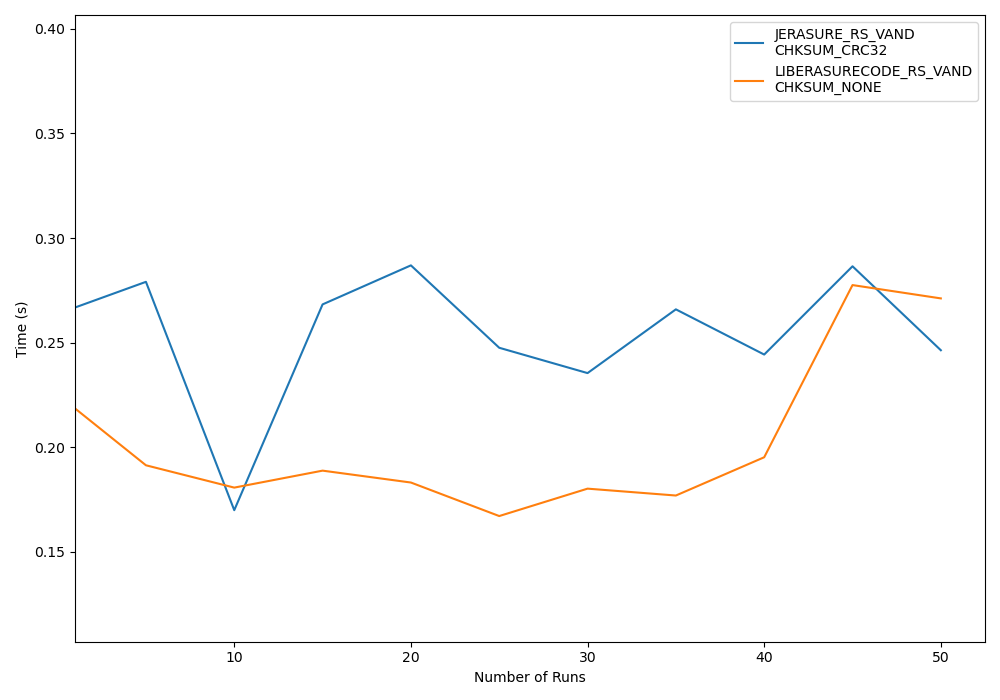 JERASURE_RS_VAND
CHKSUM_CRC32
LIBERASURECODE_RS_VAND
CHKSUM_NONE
0.40
0.35
0.30
0.25
0.20
0.15
Time (s)
10 20 30 40 50
Number of Runs